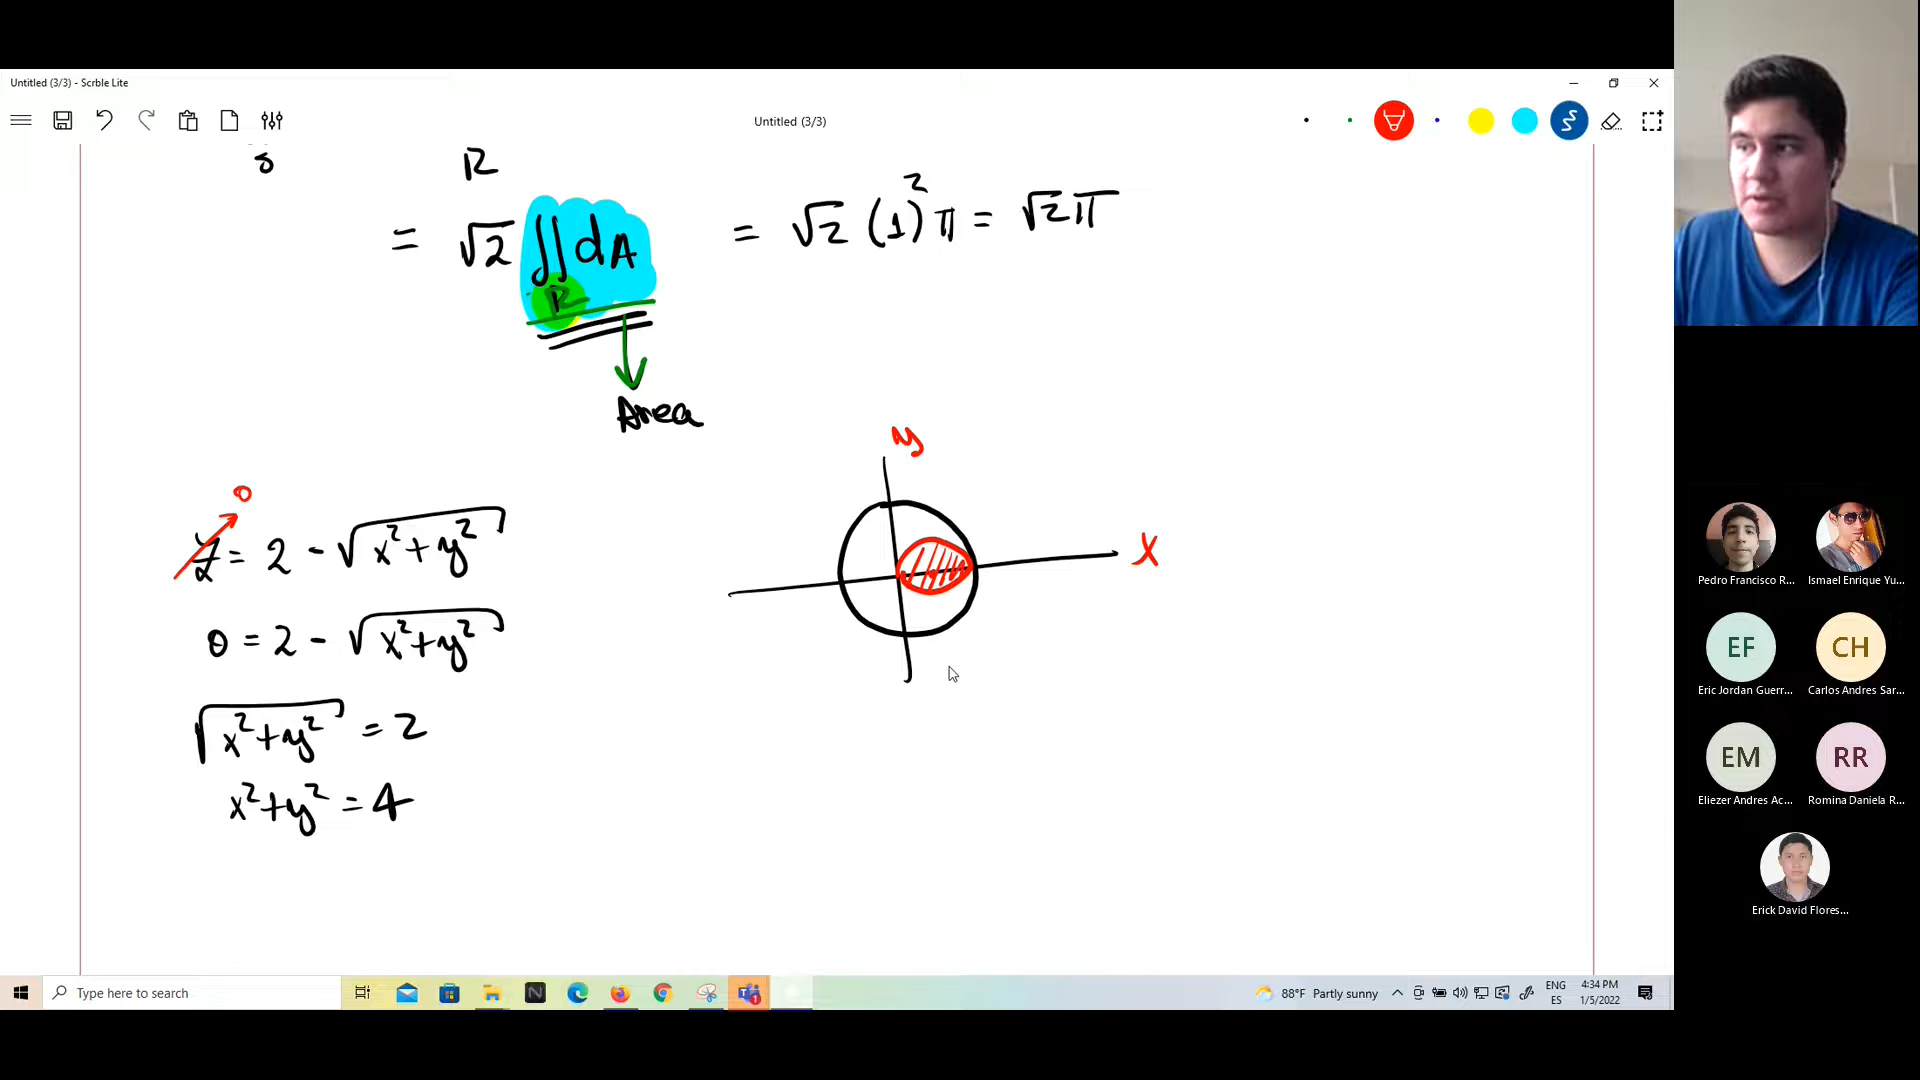 Untitled (3/3) - Scrble Lite
Untitled (3/3)
s
R
= √2 ∬ dA = √2 (1)²π = √2π
R
Area
y
0
z = 2 - √x²+y²
x
0 = 2 - √x²+y²
√x²+y² = 2
x²+y² = 4
Pedro Francisco R...
Ismael Enrique Yu...
EF
CH
Eric Jordan Guerr...
Carlos Andres Sar...
EM
RR
Eliezer Andres Ac...
Romina Daniela R...
Erick David Flores...
Type here to search
1
88°F Partly sunny
ENG
ES
4:34 PM
1/5/2022